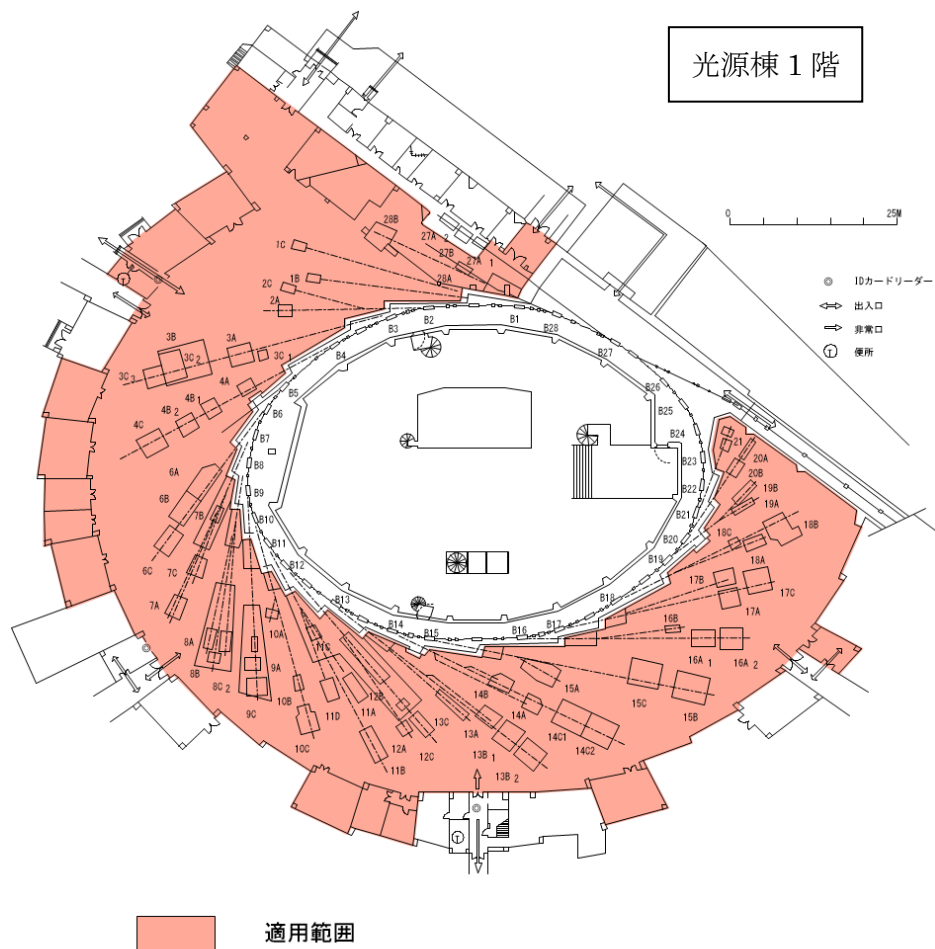 光源棟1階
0 25M
IDカードリーダー
出入口
非常口
便所
28B
27A 2
27B
27A 1
28A
1C
1B
2C
2A
3B
3A
3C 1
3C 2
3C 3
4A
4B 1
4B 2
4C
B1
B2
B3
B4
B5
B6
B7
B8
B9
B10
B11
B12
B13
B14
B15
B16
B17
B18
B19
B20
B21
B22
B23
B24
B25
B26
B27
B28
21
20A
20B
19B
19A
18B
18C
18A
17B
17C
17A
16B
16A 1
16A 2
15A
15C
15B
14B
14A
14C1
14C2
13C
13A
13B 1
13B 2
12B
12A
12C
11C
11D
11A
11B
10A
10B
10C
9A
9C
8A
8B
8C 2
7B
7C
7A
6A
6B
6C
適用範囲